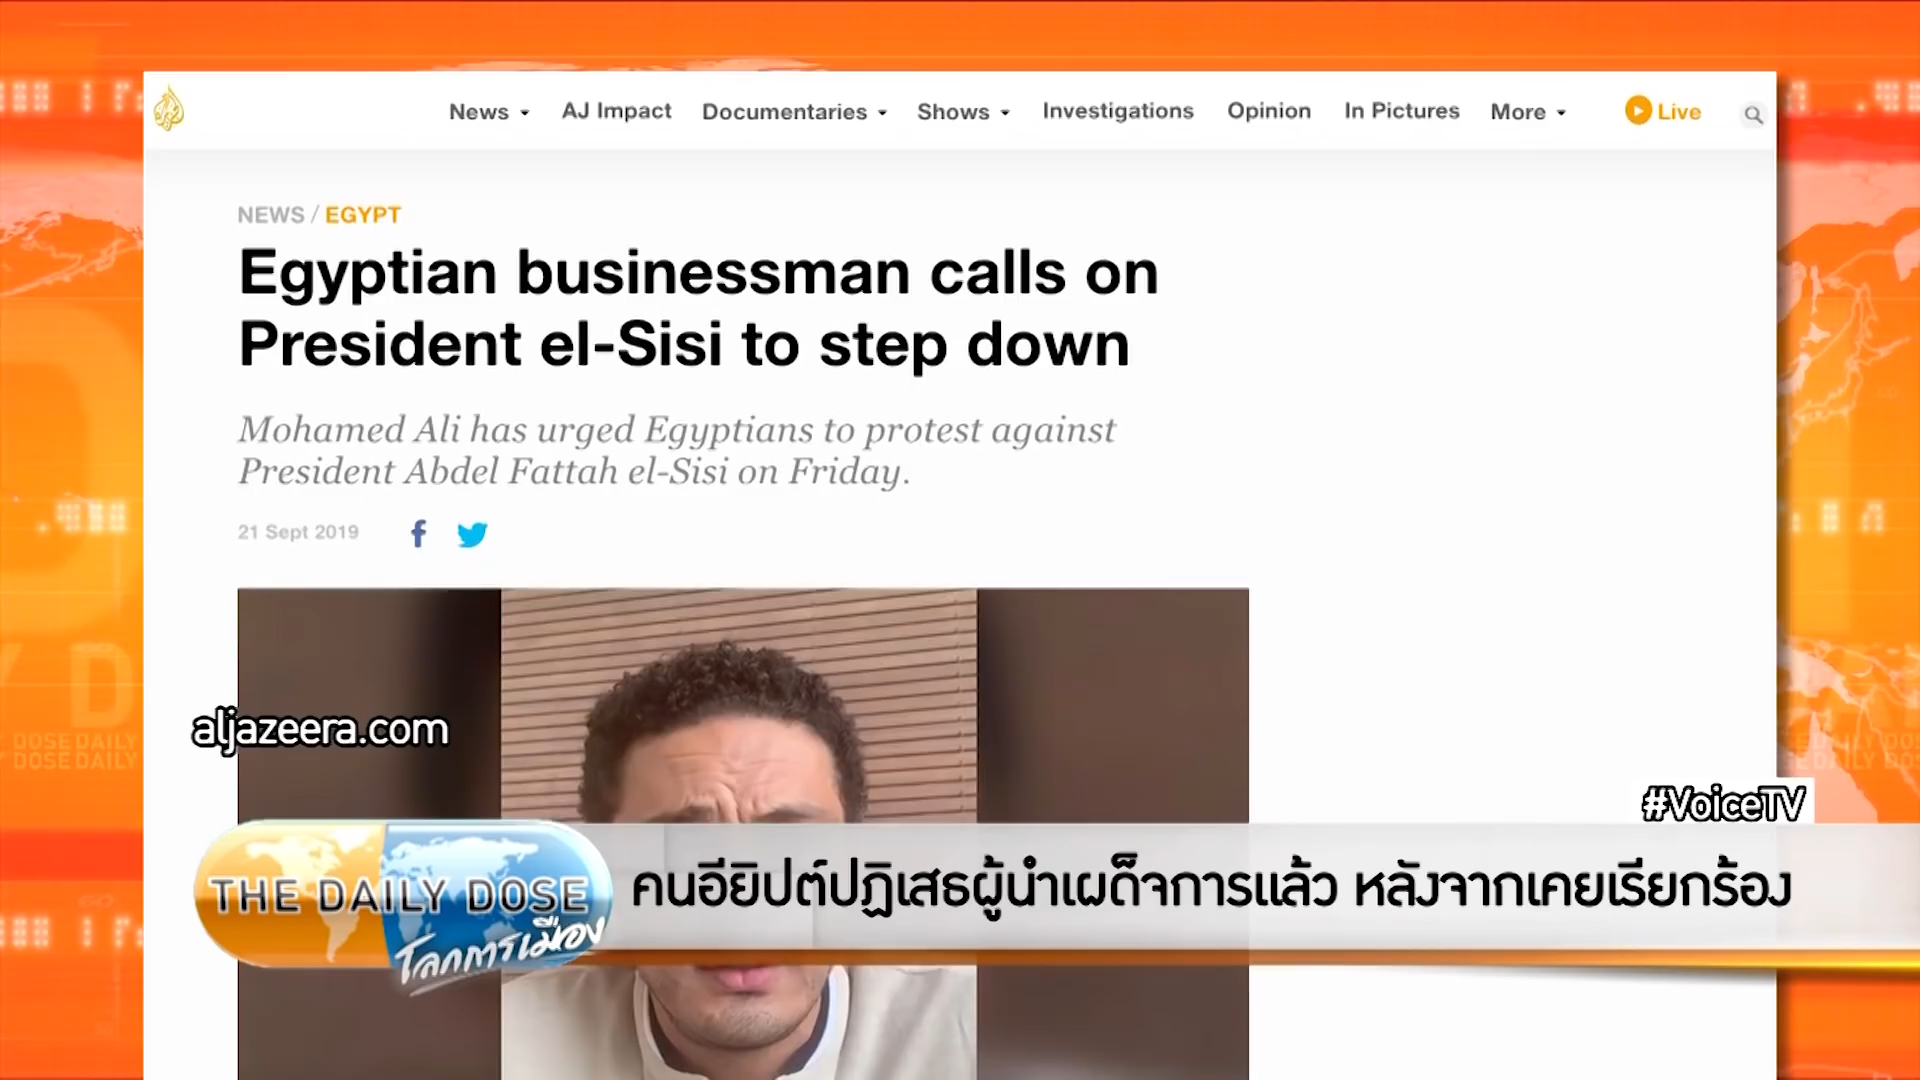 News
AJ Impact
Documentaries
Shows
Investigations
Opinion
In Pictures
More
Live
NEWS / EGYPT
Egyptian businessman calls on
President el-Sisi to step down
Mohamed Ali has urged Egyptians to protest against
President Abdel Fattah el-Sisi on Friday.
21 Sept 2019
aljazeera.com
#VoiceTV
THE DAILY DOSE
โลกการเมือง
คนอียิปต์ปฏิเสธผู้นำเผด็จการแล้ว หลังจากเคยเรียกร้อง
DOSE DAILY
DOSE DAILY